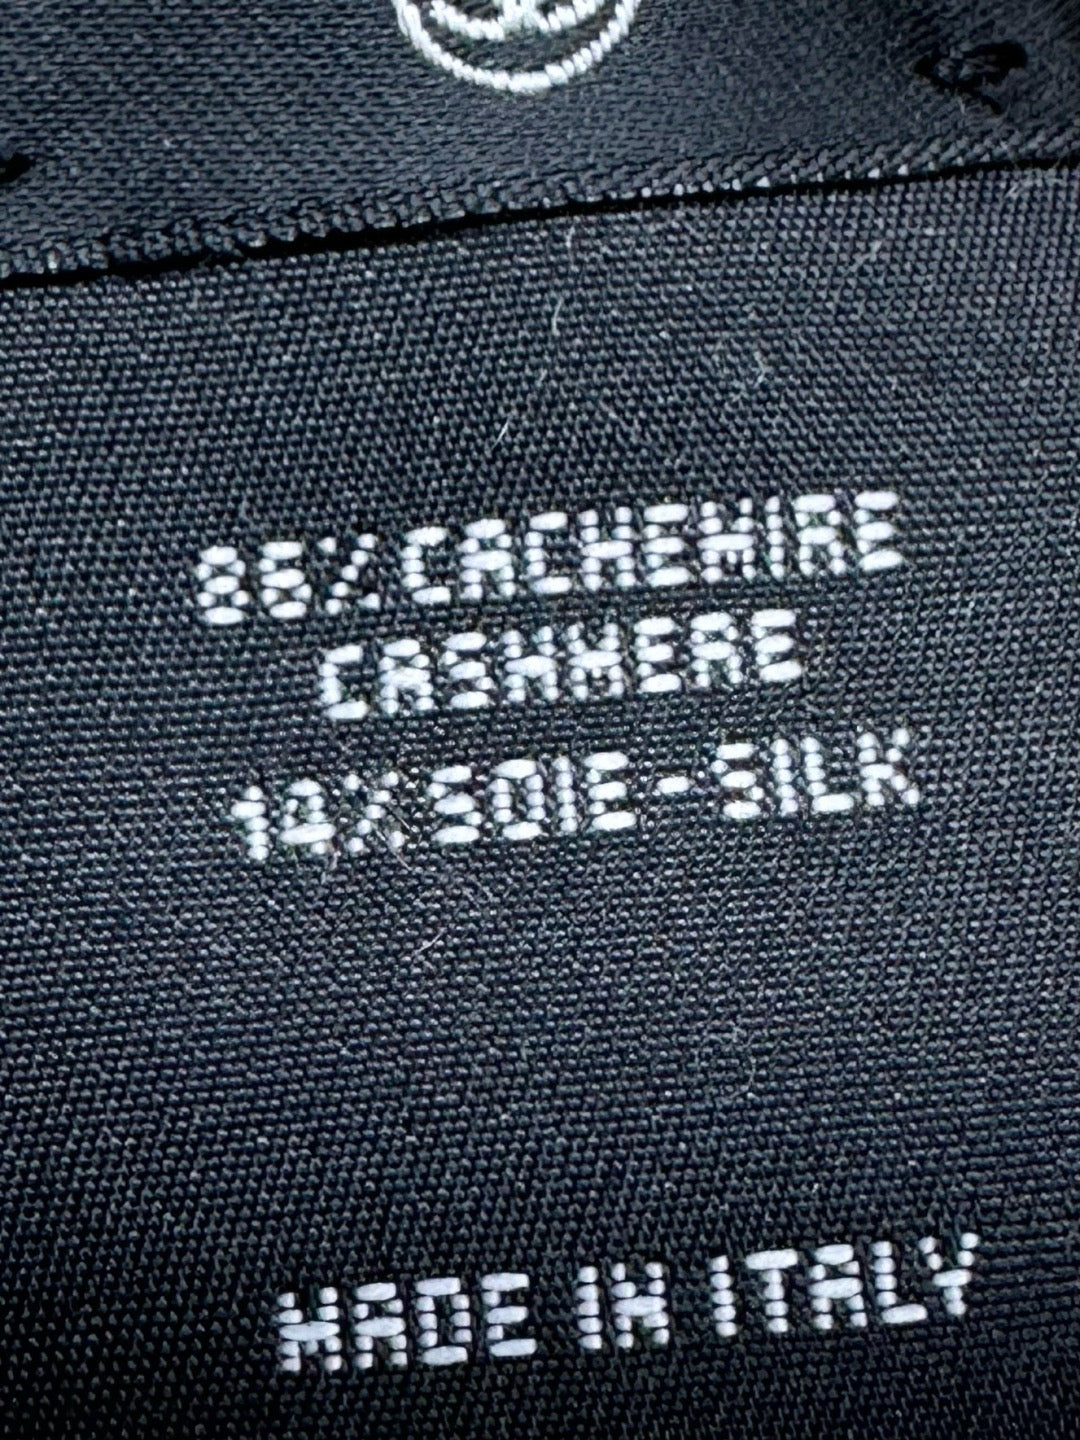 86% CACHEMIRE
CASHMERE
14% SOIE-SILK
MADE IN ITALY